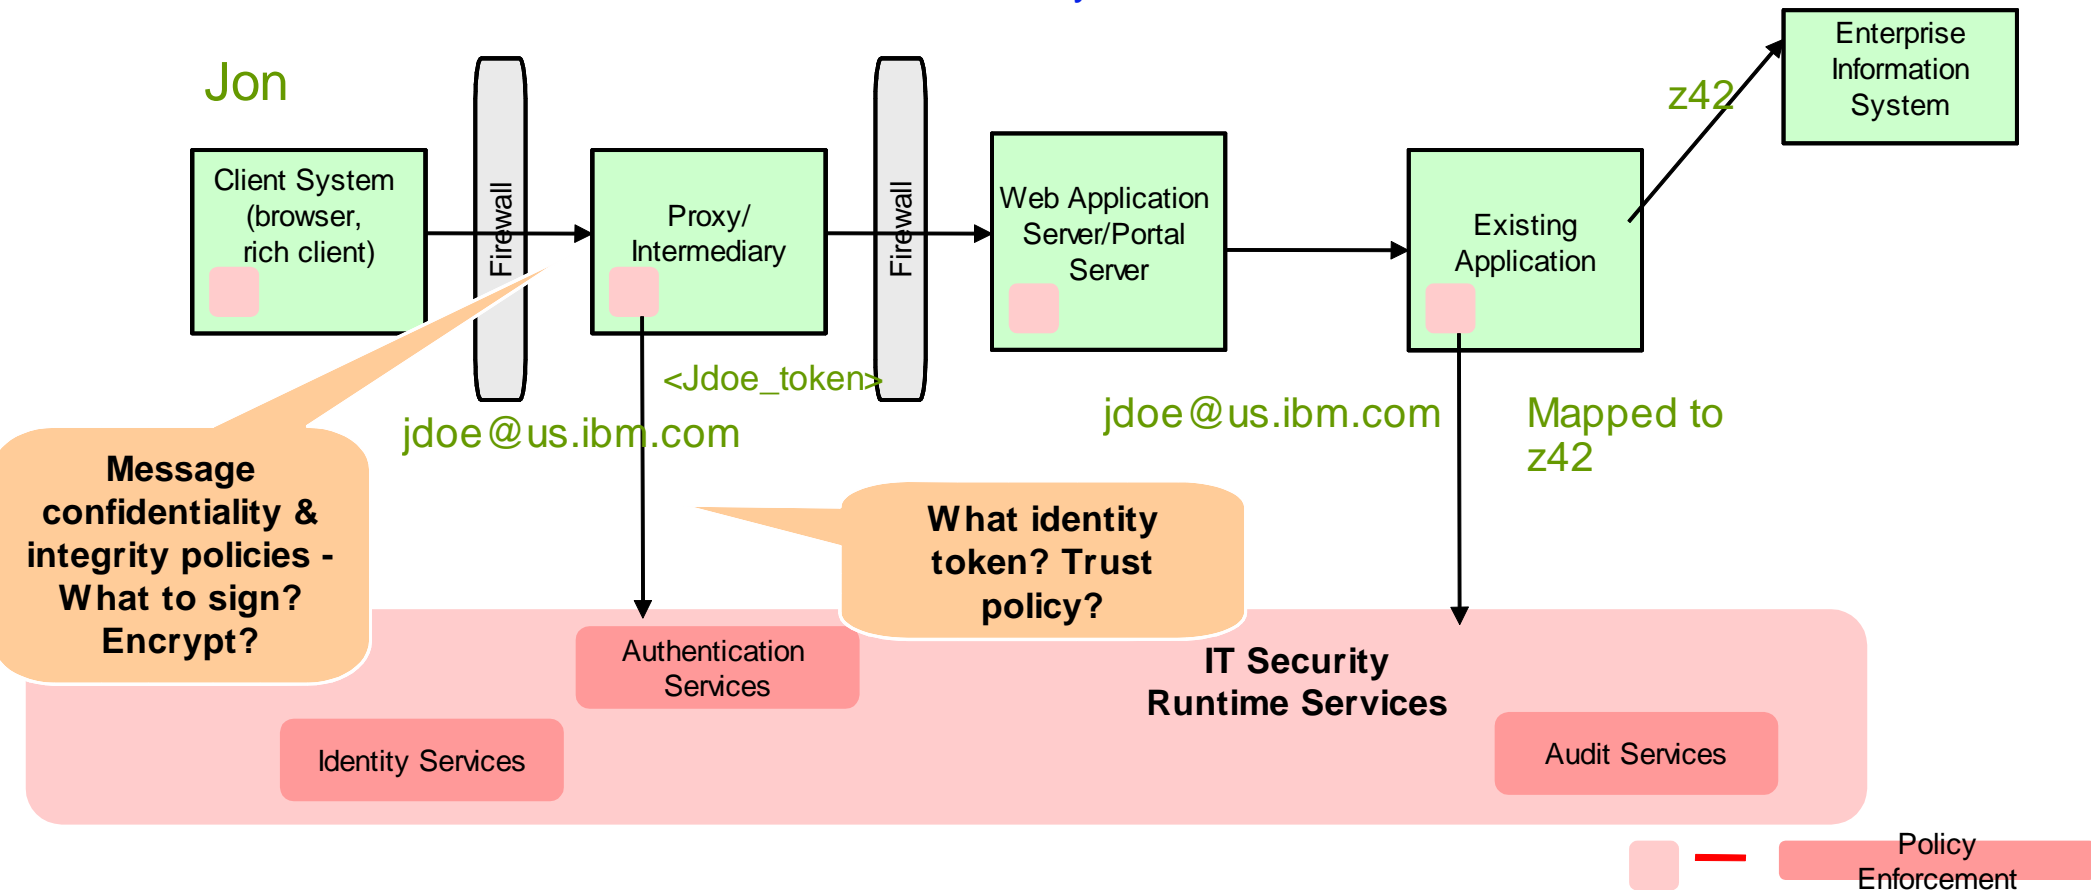 Jon
Client System
(browser,
rich client)
Firewall
Proxy/
Intermediary
Firewall
Web Application
Server/Portal
Server
Existing
Application
z42
Enterprise
Information
System
<Jdoe_token>
jdoe@us.ibm.com
jdoe@us.ibm.com
Mapped to
z42
Message
confidentiality &
integrity policies -
What to sign?
Encrypt?
What identity
token? Trust
policy?
Authentication
Services
IT Security
Runtime Services
Identity Services
Audit Services
Policy
Enforcement